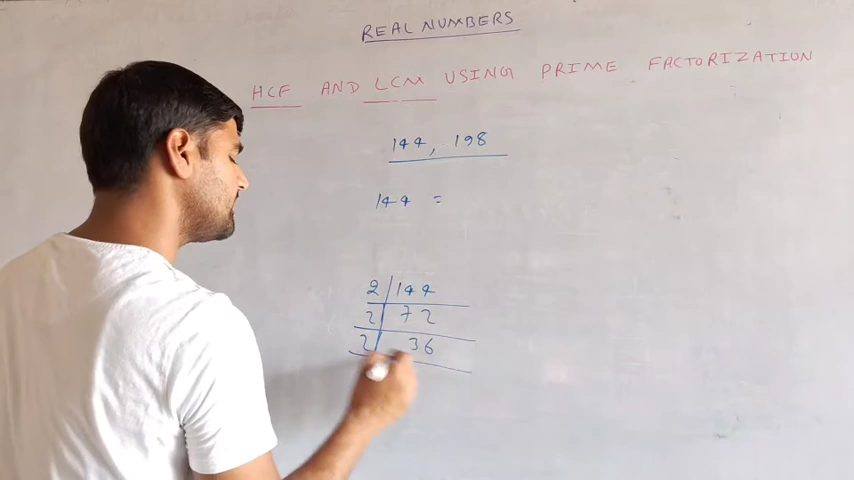 REAL NUMBERS
HCF AND LCM USING PRIME FACTORIZATION
144, 198
144 =
2 144
2 72
2 36